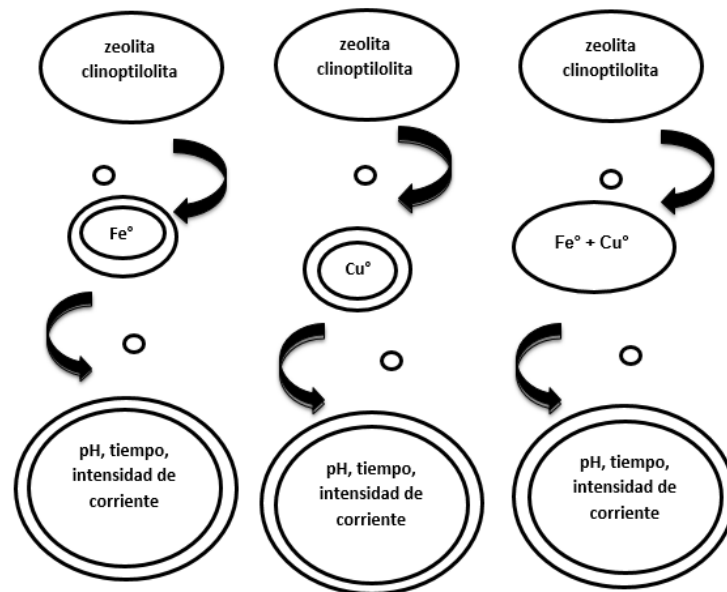 zeolita
clinoptilolita
zeolita
clinoptilolita
zeolita
clinoptilolita
Fe°
Cu°
Fe° + Cu°
pH, tiempo,
intensidad de
corriente
pH, tiempo,
intensidad de
corriente
pH, tiempo,
intensidad de
corriente